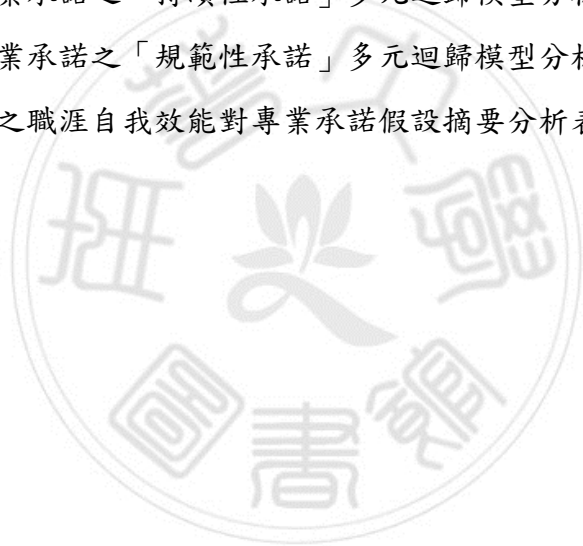 業承諾之「持續性承諾」多元迴歸模型分析
業承諾之「規範性承諾」多元迴歸模型分析
之職涯自我效能對專業承諾假設摘要分析表
書